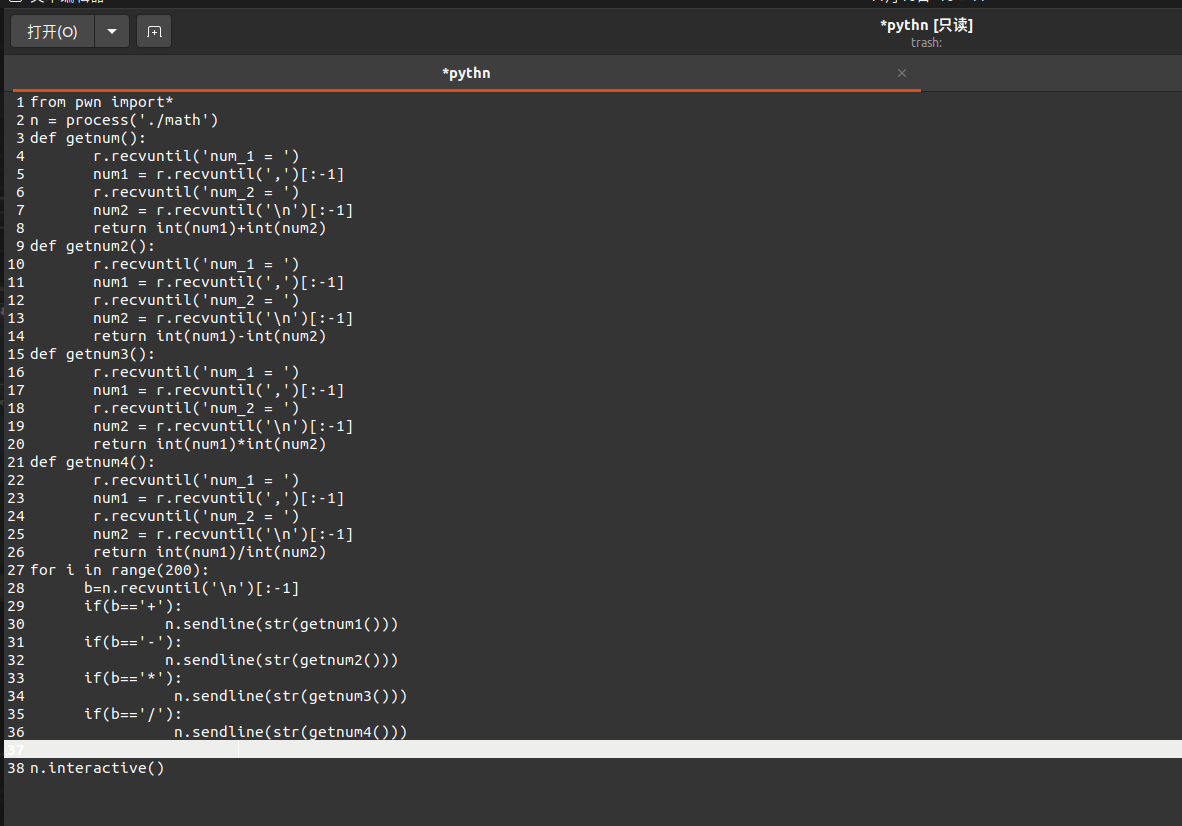 打开(O)
*pythn [只读]
trash:
*pythn
1 from pwn import*
2 n = process('./math')
3 def getnum():
4 r.recvuntil('num_1 = ')
5 num1 = r.recvuntil(',')[:-1]
6 r.recvuntil('num_2 = ')
7 num2 = r.recvuntil('\n')[:-1]
8 return int(num1)+int(num2)
9 def getnum2():
10 r.recvuntil('num_1 = ')
11 num1 = r.recvuntil(',')[:-1]
12 r.recvuntil('num_2 = ')
13 num2 = r.recvuntil('\n')[:-1]
14 return int(num1)-int(num2)
15 def getnum3():
16 r.recvuntil('num_1 = ')
17 num1 = r.recvuntil(',')[:-1]
18 r.recvuntil('num_2 = ')
19 num2 = r.recvuntil('\n')[:-1]
20 return int(num1)*int(num2)
21 def getnum4():
22 r.recvuntil('num_1 = ')
23 num1 = r.recvuntil(',')[:-1]
24 r.recvuntil('num_2 = ')
25 num2 = r.recvuntil('\n')[:-1]
26 return int(num1)/int(num2)
27 for i in range(200):
28 b=n.recvuntil('\n')[:-1]
29 if(b=='+'):
30 n.sendline(str(getnum1()))
31 if(b=='-'):
32 n.sendline(str(getnum2()))
33 if(b=='*'):
34 n.sendline(str(getnum3()))
35 if(b=='/'):
36 n.sendline(str(getnum4()))
37
38 n.interactive()